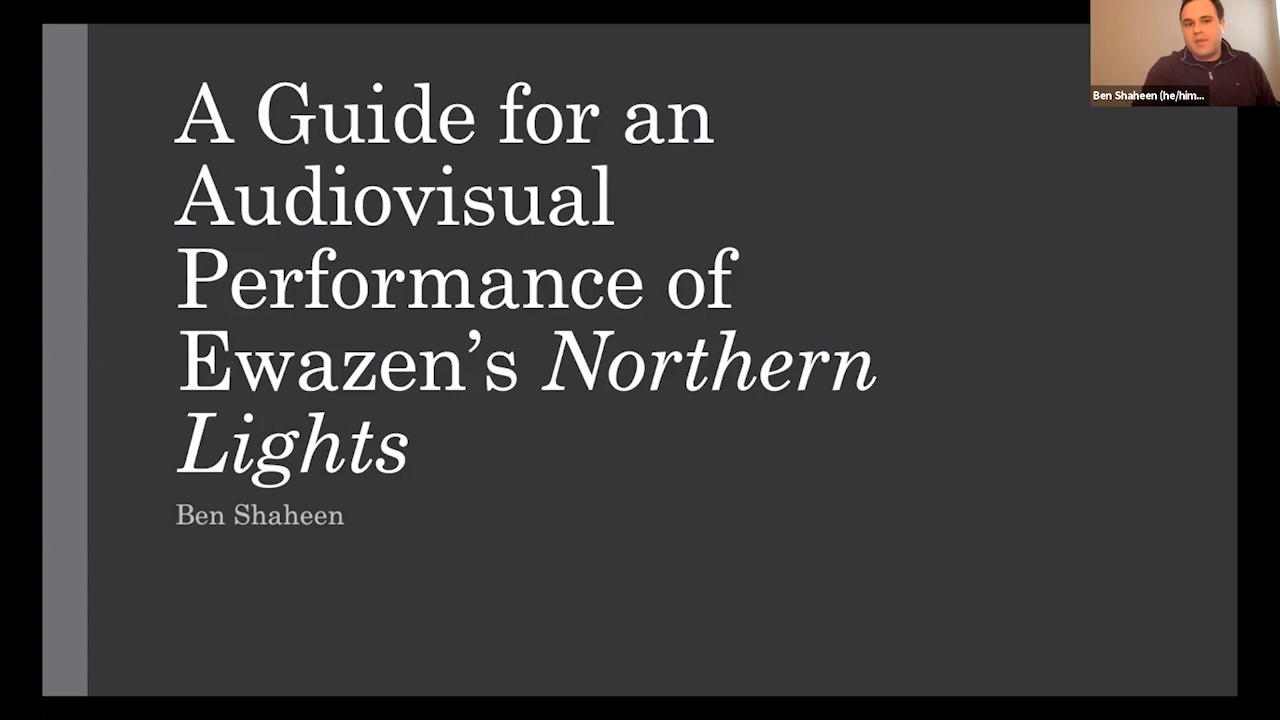 A Guide for an
Audiovisual
Performance of
Ewazen’s Northern
Lights
Ben Shaheen
Ben Shaheen (he/him...